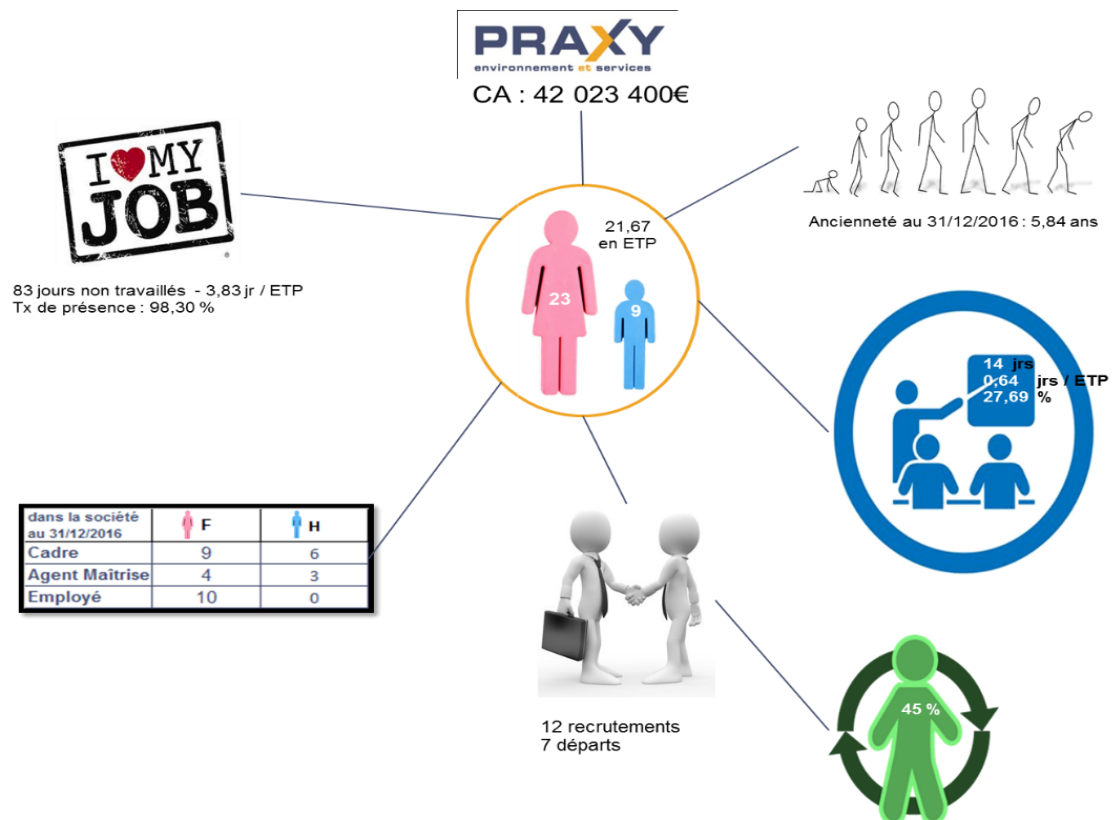 PRAXY
environnement et services
CA : 42 023 400€
I MY
JOB
®
83 jours non travaillés - 3,83 jr / ETP
Tx de présence : 98,30 %
Ancienneté au 31/12/2016 : 5,84 ans
21,67
en ETP
23
9
14 jrs
0,64 jrs / ETP
27,69 %
dans la société
au 31/12/2016 F H
Cadre 9 6
Agent Maîtrise 4 3
Employé 10 0
12 recrutements
7 départs
45 %